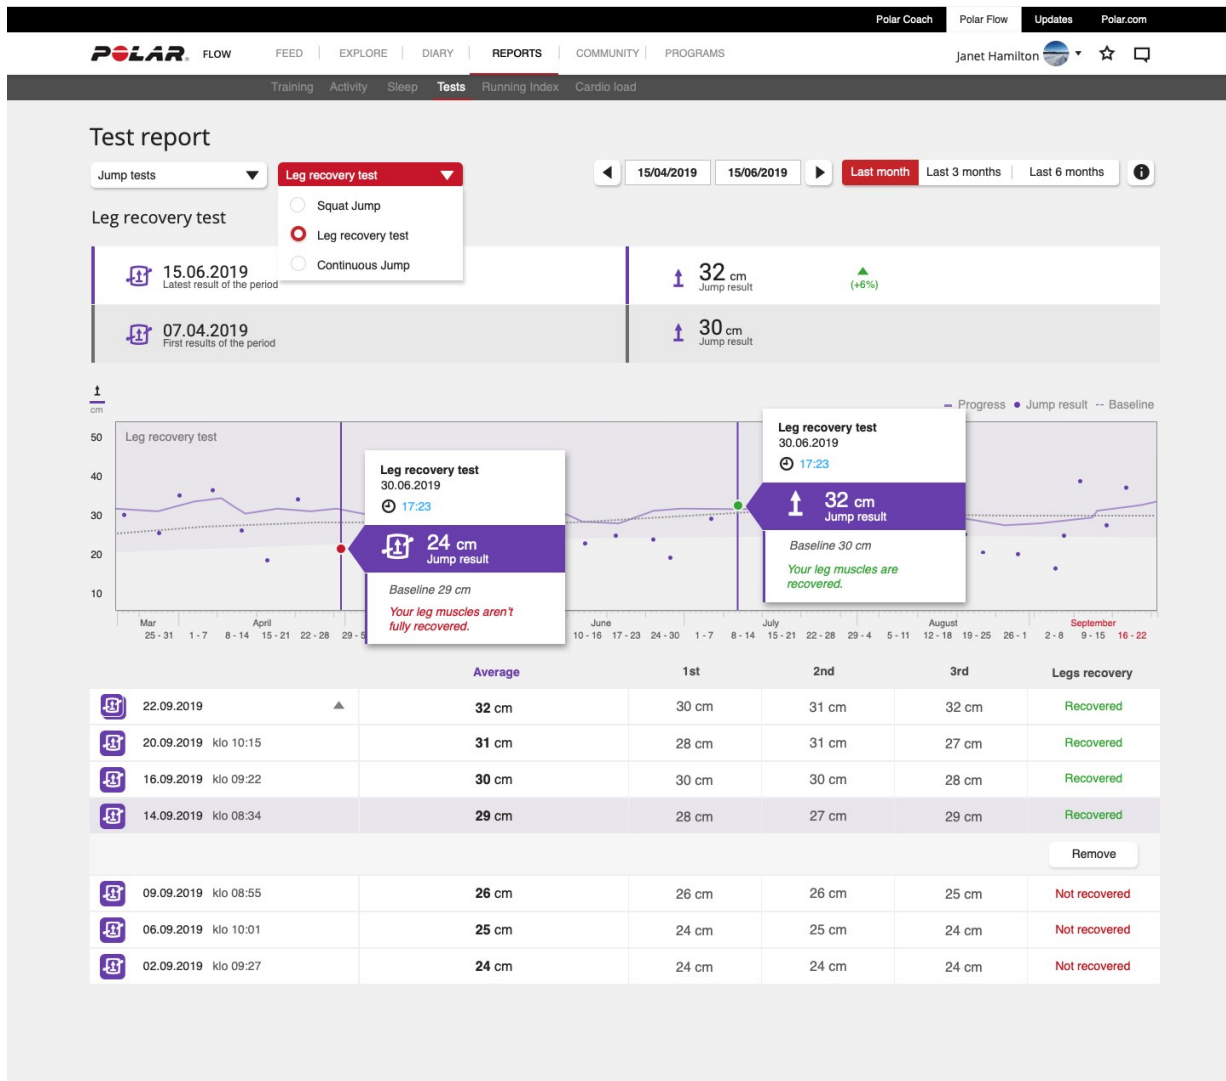 Polar Coach Polar Flow Updates Polar.com
POLAR. FLOW FEED EXPLORE DIARY REPORTS COMMUNITY PROGRAMS Janet Hamilton
Training Activity Sleep Tests Running Index Cardio load
Test report
Jump tests Leg recovery test 15/04/2019 15/06/2019 Last month Last 3 months Last 6 months i
Squat Jump
Leg recovery test
Continuous Jump
Leg recovery test
15.06.2019 32 cm
Latest result of the period Jump result (+6%)
07.04.2019 30 cm
First results of the period Jump result
cm
Progress Jump result Baseline
50
40
30
20
10
Leg recovery test
Leg recovery test
30.06.2019
17:23
24 cm
Jump result
Baseline 29 cm
Your leg muscles aren't
fully recovered.
Leg recovery test
30.06.2019
17:23
32 cm
Jump result
Baseline 30 cm
Your leg muscles are
recovered.
Mar April June July August September
25 - 31 1 - 7 8 - 14 15 - 21 22 - 28 29 - 5 10 - 16 17 - 23 24 - 30 1 - 7 8 - 14 15 - 21 22 - 28 29 - 4 5 - 11 12 - 18 19 - 25 26 - 1 2 - 8 9 - 15 16 - 22
Average 1st 2nd 3rd Legs recovery
22.09.2019 32 cm 30 cm 31 cm 32 cm Recovered
20.09.2019 klo 10:15 31 cm 28 cm 31 cm 27 cm Recovered
16.09.2019 klo 09:22 30 cm 30 cm 30 cm 28 cm Recovered
14.09.2019 klo 08:34 29 cm 28 cm 27 cm 29 cm Recovered
Remove
09.09.2019 klo 08:55 26 cm 26 cm 26 cm 25 cm Not recovered
06.09.2019 klo 10:01 25 cm 24 cm 25 cm 24 cm Not recovered
02.09.2019 klo 09:27 24 cm 24 cm 24 cm 24 cm Not recovered